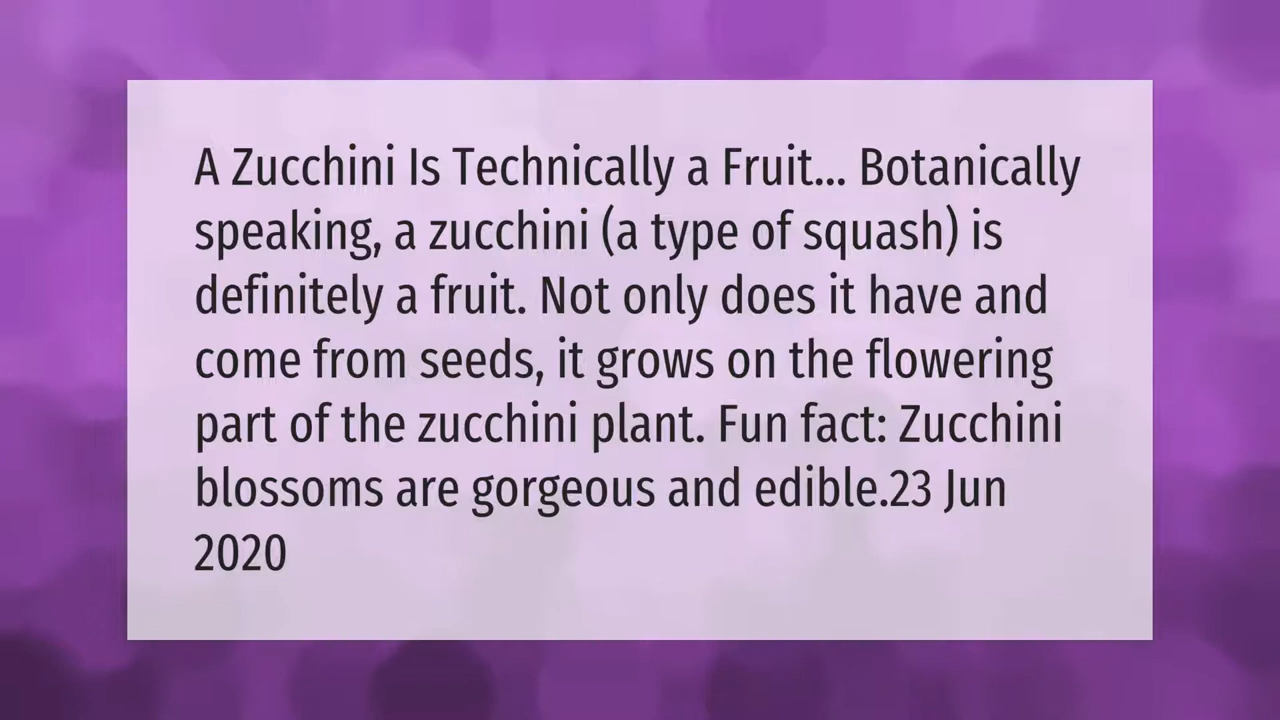 A Zucchini Is Technically a Fruit... Botanically
speaking, a zucchini (a type of squash) is
definitely a fruit. Not only does it have and
come from seeds, it grows on the flowering
part of the zucchini plant. Fun fact: Zucchini
blossoms are gorgeous and edible.23 Jun
2020